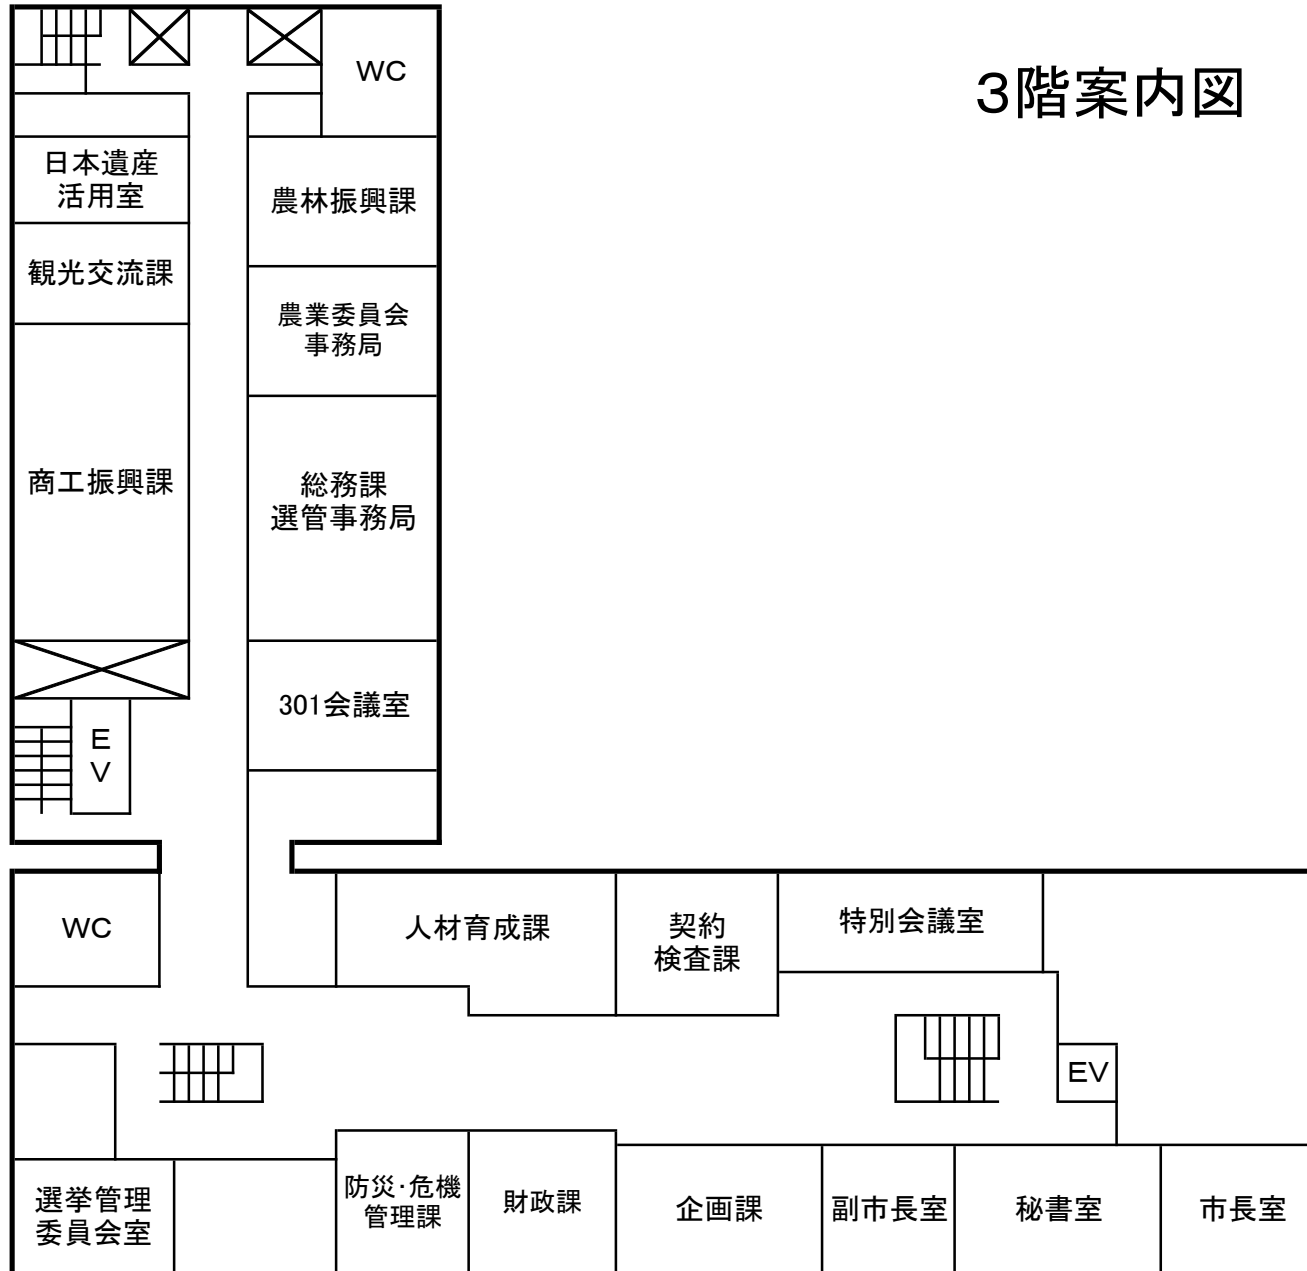 3階案内図
WC
日本遺産
活用室
農林振興課
観光交流課
農業委員会
事務局
商工振興課
総務課
選管事務局
301会議室
E
V
WC
人材育成課
契約
検査課
特別会議室
EV
選挙管理
委員会室
防災･危機
管理課
財政課
企画課
副市長室
秘書室
市長室